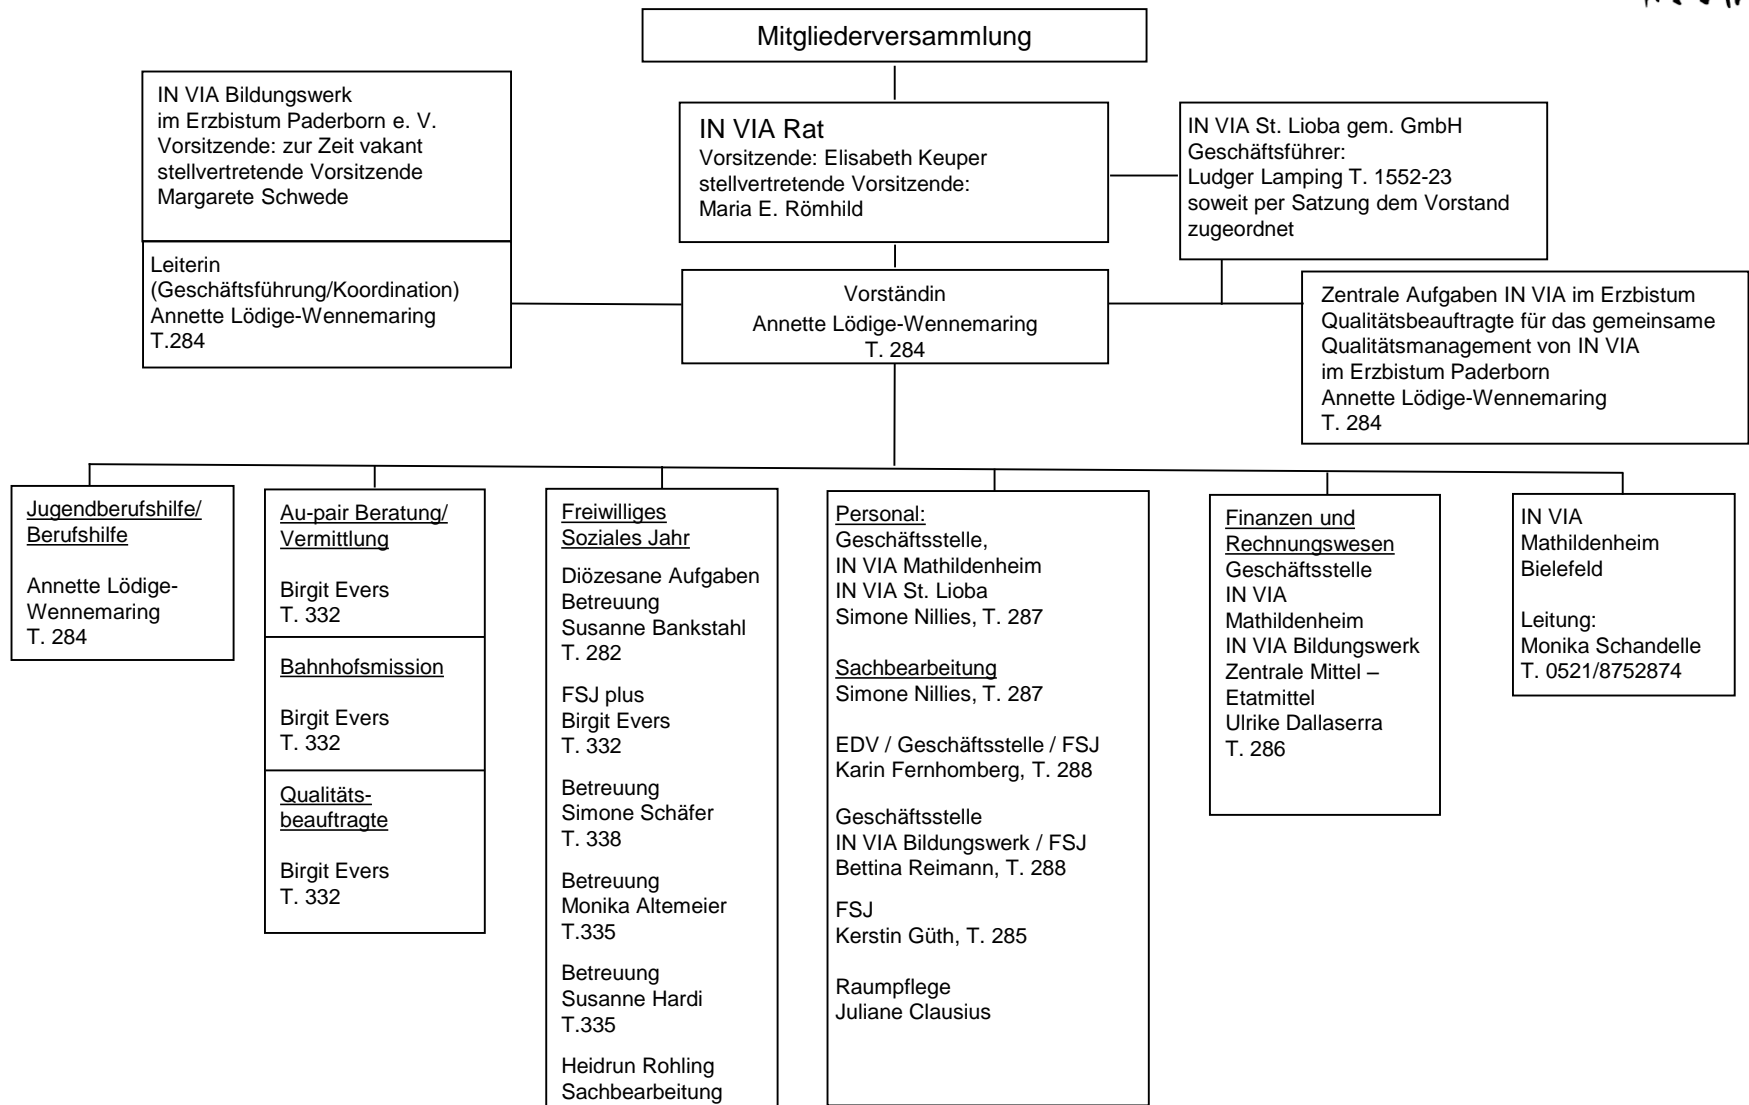 Mitgliederversammlung
IN VIA Bildungswerk
im Erzbistum Paderborn e. V.
Vorsitzende: zur Zeit vakant
stellvertretende Vorsitzende
Margarete Schwede
IN VIA Rat
Vorsitzende: Elisabeth Keuper
stellvertretende Vorsitzende:
Maria E. Römhild
IN VIA St. Lioba gem. GmbH
Geschäftsführer:
Ludger Lamping T. 1552-23
soweit per Satzung dem Vorstand
zugeordnet
Leiterin
(Geschäftsführung/Koordination)
Annette Lödige-Wennemaring
T.284
Vorständin
Annette Lödige-Wennemaring
T. 284
Zentrale Aufgaben IN VIA im Erzbistum
Qualitätsbeauftragte für das gemeinsame
Qualitätsmanagement von IN VIA
im Erzbistum Paderborn
Annette Lödige-Wennemaring
T. 284
Jugendberufshilfe/
Berufshilfe
Annette Lödige-
Wennemaring
T. 284
Au-pair Beratung/
Vermittlung
Birgit Evers
T. 332
Bahnhofsmission
Birgit Evers
T. 332
Qualitäts-
beauftragte
Birgit Evers
T. 332
Freiwilliges
Soziales Jahr
Diözesane Aufgaben
Betreuung
Susanne Bankstahl
T. 282
FSJ plus
Birgit Evers
T. 332
Betreuung
Simone Schäfer
T. 338
Betreuung
Monika Altemeier
T.335
Betreuung
Susanne Hardi
T.335
Heidrun Rohling
Sachbearbeitung
Personal:
Geschäftsstelle,
IN VIA Mathildenheim
IN VIA St. Lioba
Simone Nillies, T. 287
Sachbearbeitung
Simone Nillies, T. 287
EDV / Geschäftsstelle / FSJ
Karin Fernhomberg, T. 288
Geschäftsstelle
IN VIA Bildungswerk / FSJ
Bettina Reimann, T. 288
FSJ
Kerstin Güth, T. 285
Raumpflege
Juliane Clausius
Finanzen und
Rechnungswesen
Geschäftsstelle
IN VIA
Mathildenheim
IN VIA Bildungswerk
Zentrale Mittel –
Etatmittel
Ulrike Dallaserra
T. 286
IN VIA
Mathildenheim
Bielefeld
Leitung:
Monika Schandelle
T. 0521/8752874